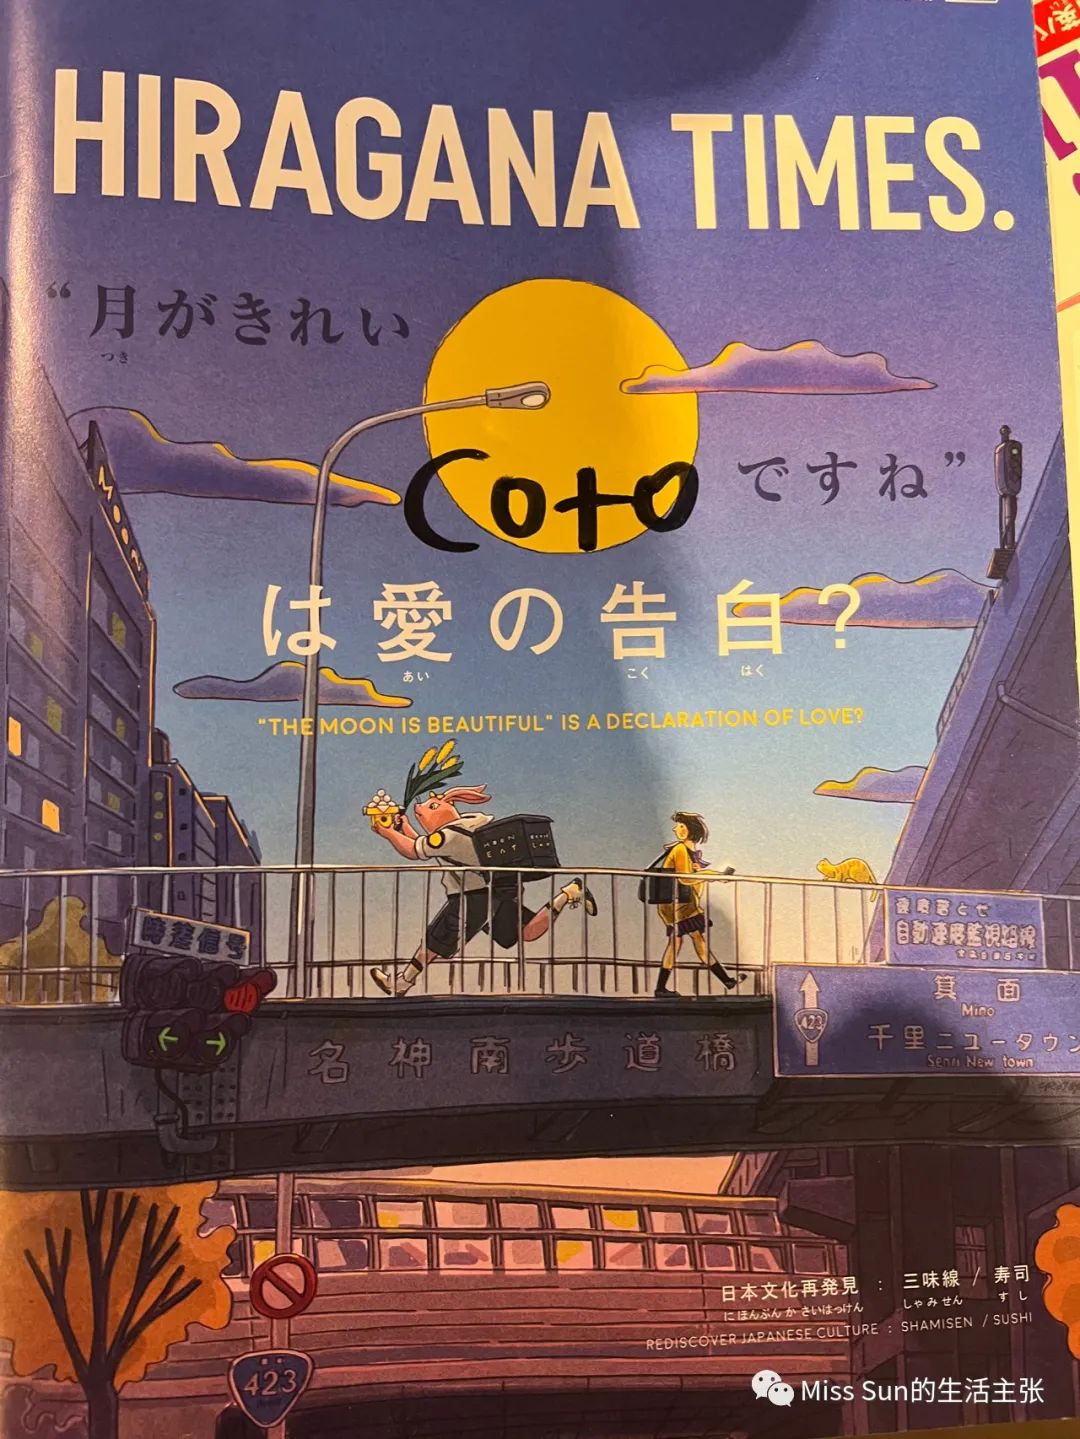 HIRAGANA TIMES.
“月がきれい
つき
coto
ですね”
MOON
は愛の告白?
あい こく はく
"THE MOON IS BEAUTIFUL" IS A DECLARATION OF LOVE?
MOON
EAT
時差信号
自動速度監視路線
箕面
Mino
423
千里ニュータウン
Senri New town
名神南歩道橋
日本文化再発見 : 三味線 / 寿司
にほんぶんかさいはっけん しゃみせん すし
REDISCOVER JAPANESE CULTURE : SHAMISEN / SUSHI
423
Miss Sun的生活主张